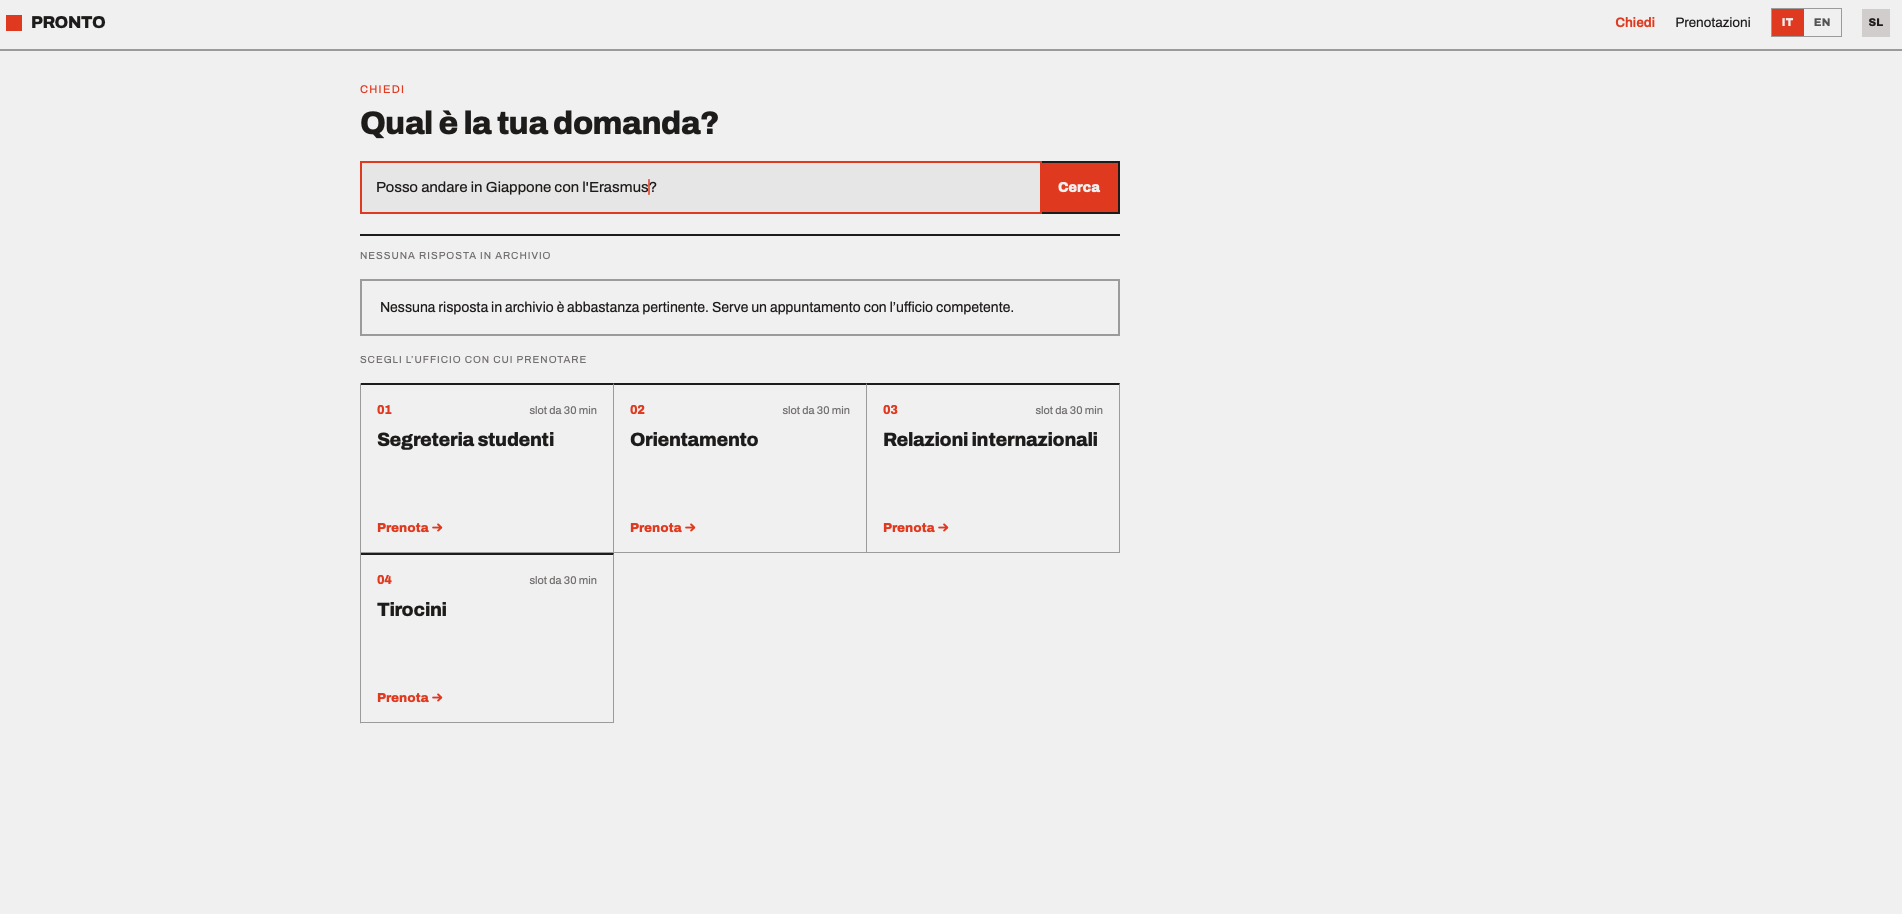 PRONTO
Chiedi Prenotazioni IT EN SL
CHIEDI
Qual è la tua domanda?
Posso andare in Giappone con l'Erasmus?
Cerca
NESSUNA RISPOSTA IN ARCHIVIO
Nessuna risposta in archivio è abbastanza pertinente. Serve un appuntamento con l’ufficio competente.
SCEGLI L’UFFICIO CON CUI PRENOTARE
01 slot da 30 min
Segreteria studenti
Prenota →
02 slot da 30 min
Orientamento
Prenota →
03 slot da 30 min
Relazioni internazionali
Prenota →
04 slot da 30 min
Tirocini
Prenota →